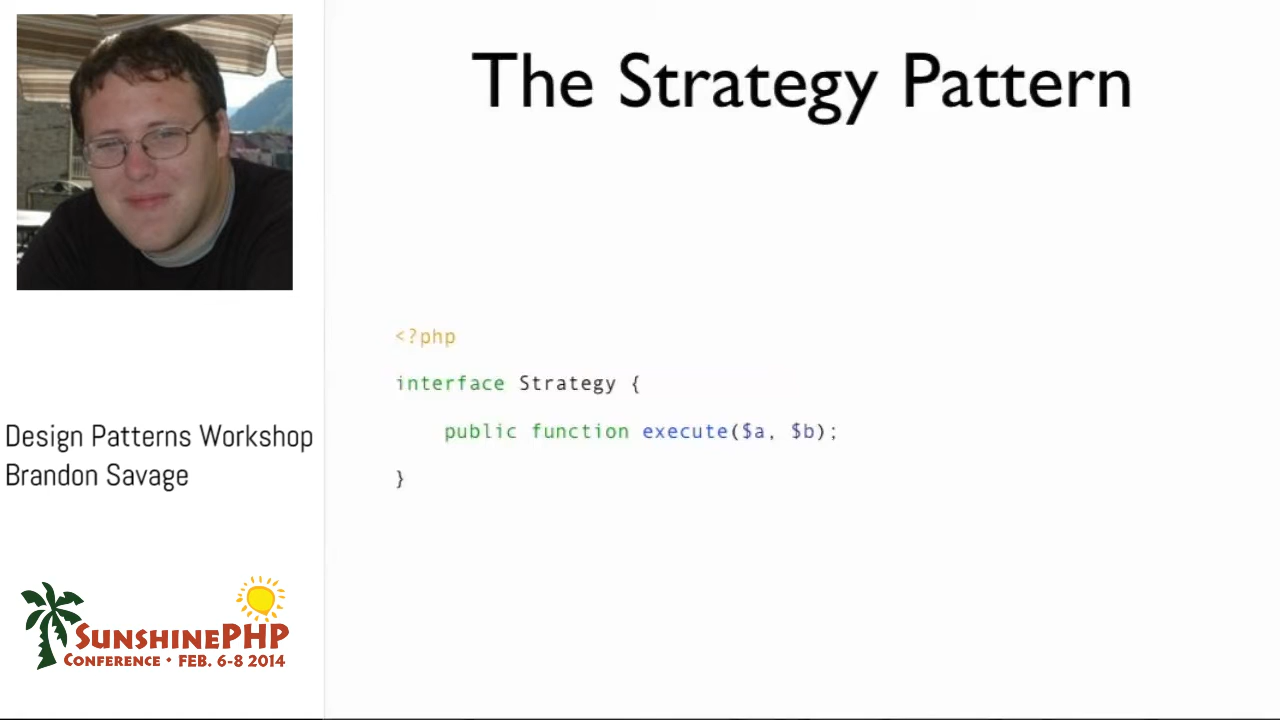 The Strategy Pattern
<?php
interface Strategy {
public function execute($a, $b);
}
Design Patterns Workshop
Brandon Savage
SUNSHINEPHP
CONFERENCE • FEB. 6-8 2014